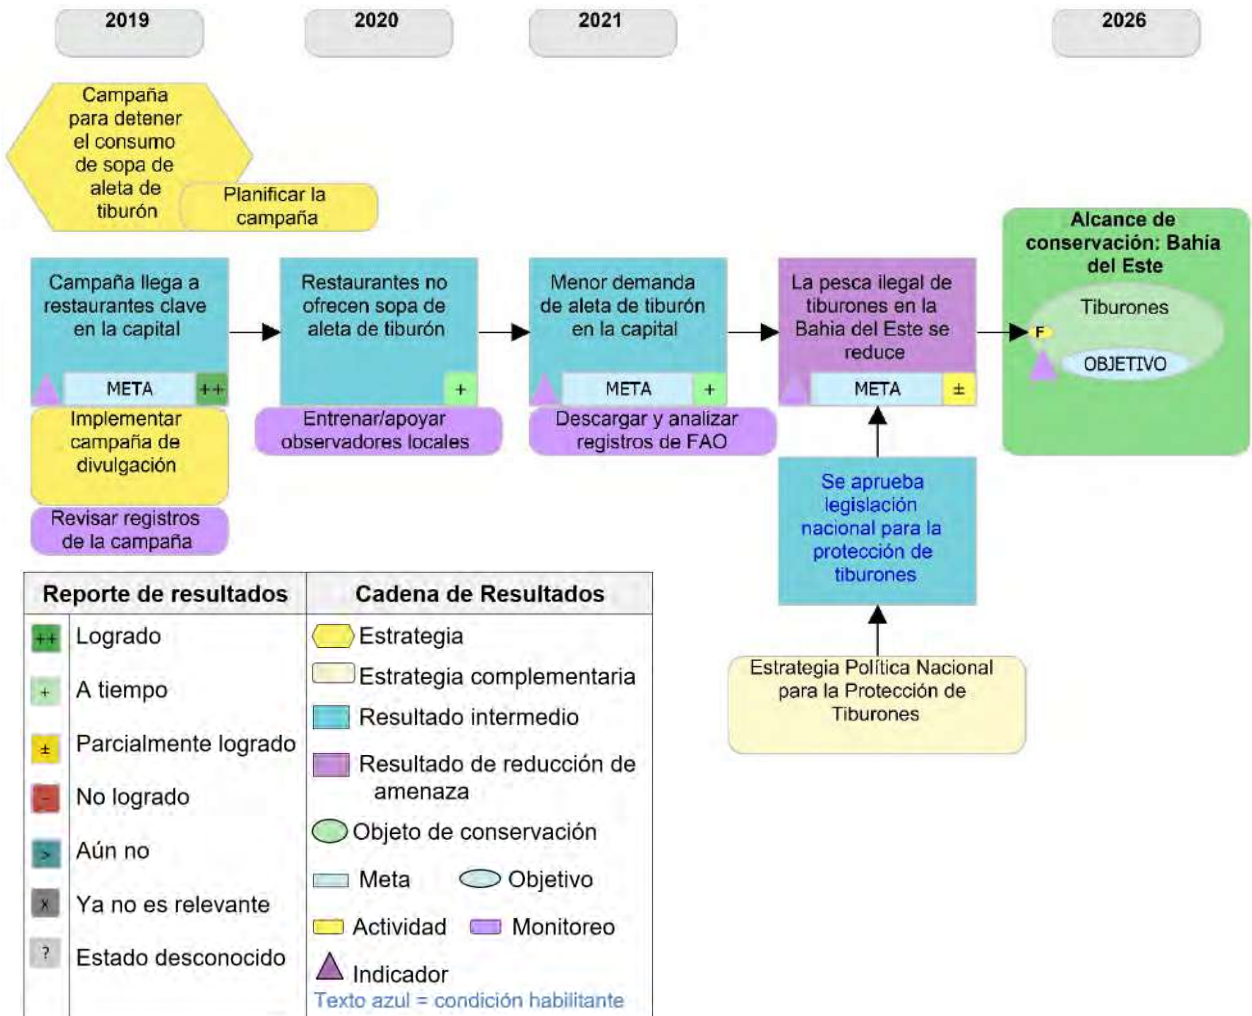 2019
2020
2021
2026
Campaña
para detener
el consumo
de sopa de
aleta de
tiburón
Planificar la
campaña
Campaña llega a
restaurantes clave
en la capital
META
++
Implementar
campaña de
divulgación
Revisar registros
de la campaña
Restaurantes no
ofrecen sopa de
aleta de tiburón
+
Entrenar/apoyar
observadores locales
Menor demanda
de aleta de tiburón
en la capital
META
+
Descargar y analizar
registros de FAO
La pesca ilegal de
tiburones en la
Bahia del Este se
reduce
META
±
Alcance de
conservación: Bahía
del Este
Tiburones
F
OBJETIVO
Se aprueba
legislación
nacional para la
protección de
tiburones
Estrategia Política Nacional
para la Protección de
Tiburones
Reporte de resultados
++ Logrado
+ A tiempo
± Parcialmente logrado
- No logrado
> Aún no
x Ya no es relevante
? Estado desconocido
Cadena de Resultados
Estrategia
Estrategia complementaria
Resultado intermedio
Resultado de reducción de
amenaza
Objeto de conservación
Meta
Objetivo
Actividad
Monitoreo
Indicador
Texto azul = condición habilitante